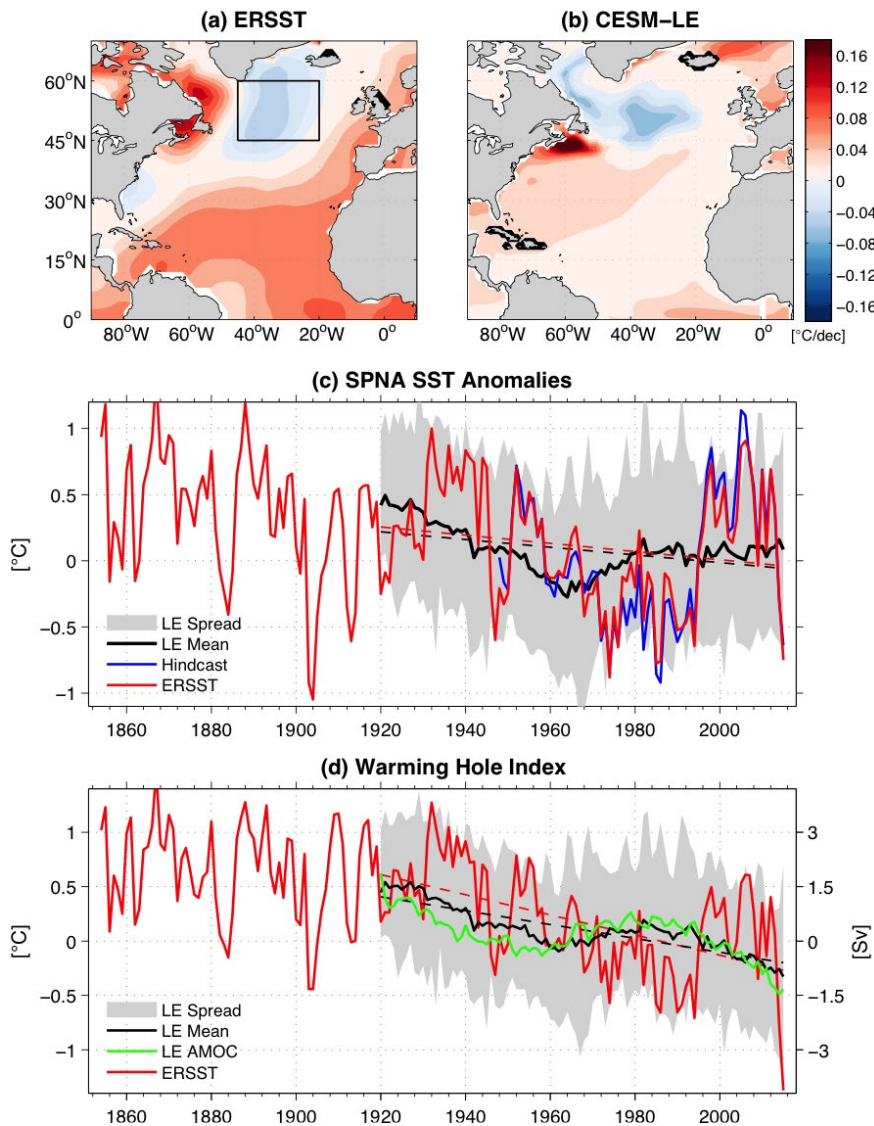 (a) ERSST
(b) CESM−LE
60°N
45°N
30°N
15°N
0°
80°W 60°W 40°W 20°W 0°
80°W 60°W 40°W 20°W 0°
0.16
0.12
0.08
0.04
0
−0.04
−0.08
−0.12
−0.16
[°C/dec]
(c) SPNA SST Anomalies
1
0.5
0
−0.5
−1
[°C]
LE Spread
LE Mean
Hindcast
ERSST
1860 1880 1900 1920 1940 1960 1980 2000
(d) Warming Hole Index
1
0.5
0
−0.5
−1
[°C]
3
1.5
0
−1.5
−3
[Sv]
LE Spread
LE Mean
LE AMOC
ERSST
1860 1880 1900 1920 1940 1960 1980 2000